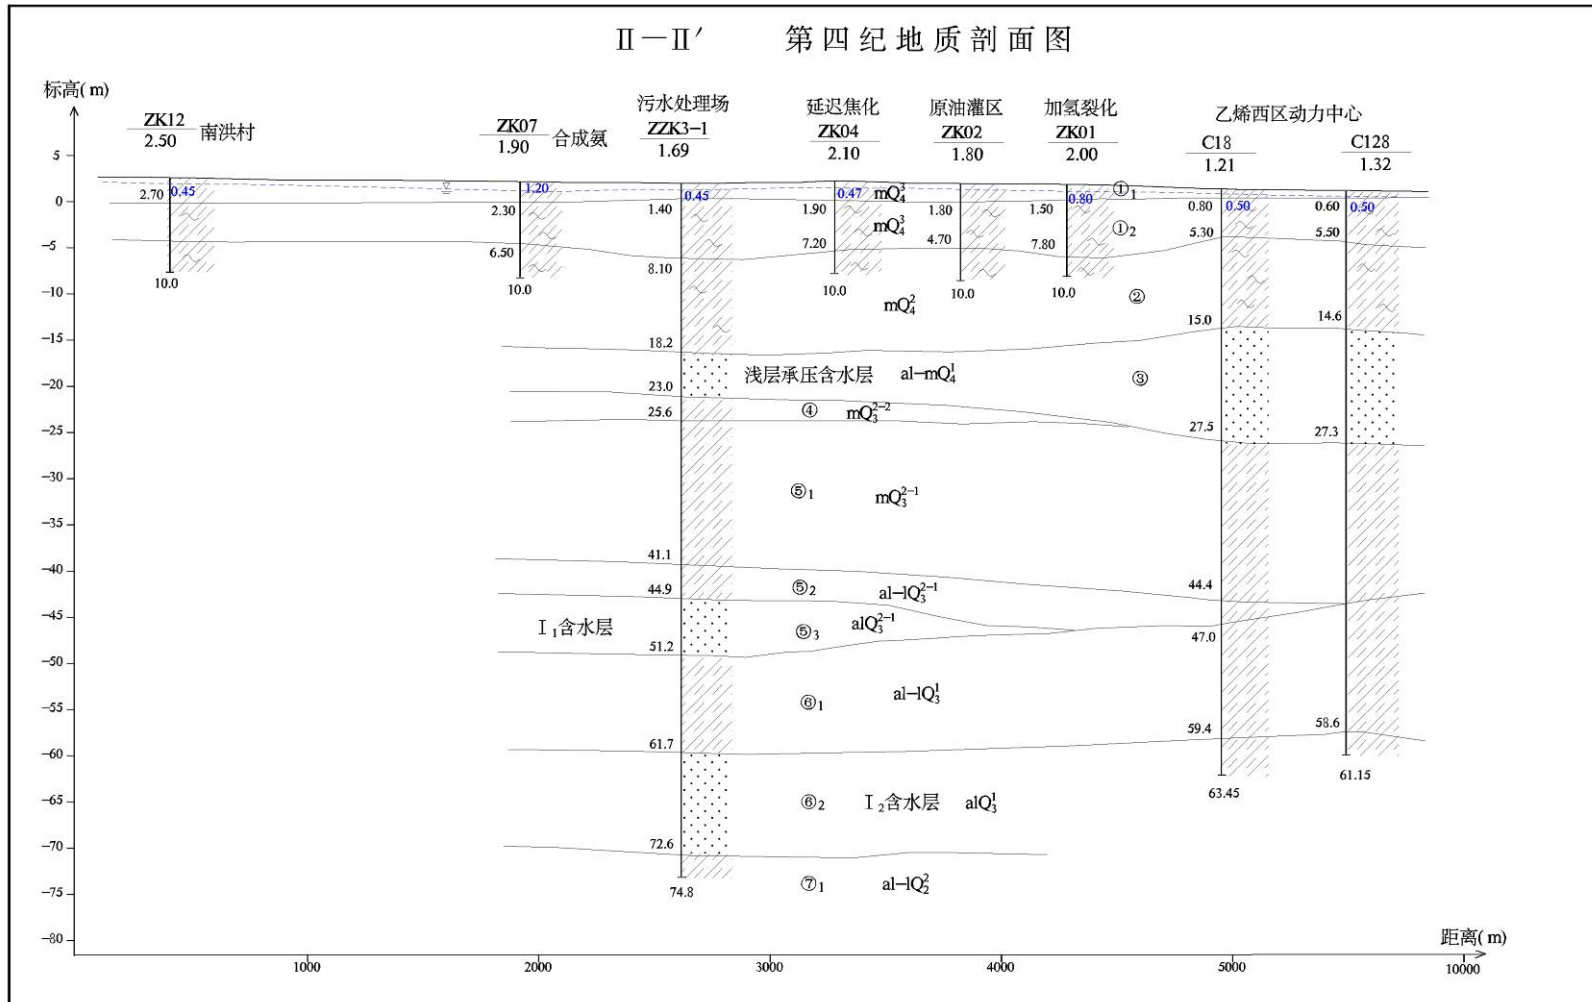 Ⅱ—Ⅱ′ 第四纪地质剖面图
标高(m)
污水处理场 延迟焦化 原油灌区 加氢裂化 乙烯西区动力中心
ZK12 南洪村 ZK07 合成氨 ZZK3-1 ZK04 ZK02 ZK01 C18 C128
2.50 1.90 1.69 2.10 1.80 2.00 1.21 1.32
5
2.70 0.45 1.20 0.45 0.47 mQ₄³ 0.80 ①₁
0 2.30 1.40 1.90 1.80 1.50 0.80 0.50 0.60 0.50
mQ₄³ ①₂
-5 6.50 8.10 7.20 4.70 7.80 5.30 5.50
10.0 10.0 10.0 10.0 10.0
-10 mQ₄² ②
-15 18.2 15.0 14.6
-20 23.0 浅层承压含水层 al-mQ₄¹ ③
25.6 ④ mQ₃²⁻²
-25 27.5 27.3
-30 ⑤₁ mQ₃²⁻¹
-35
-40 41.1
44.9 ⑤₂ al-lQ₃²⁻¹ 44.4
-45 Ⅰ₁含水层 ⑤₃ alQ₃²⁻¹ 47.0
-50 51.2
-55 ⑥₁ al-lQ₃¹
-60 61.7 59.4 58.6
61.15
63.45
-65 ⑥₂ Ⅰ₂含水层 alQ₃¹
-70 72.6
-75 74.8 ⑦₁ al-lQ₂²
-80
距离(m)
1000 2000 3000 4000 5000 10000